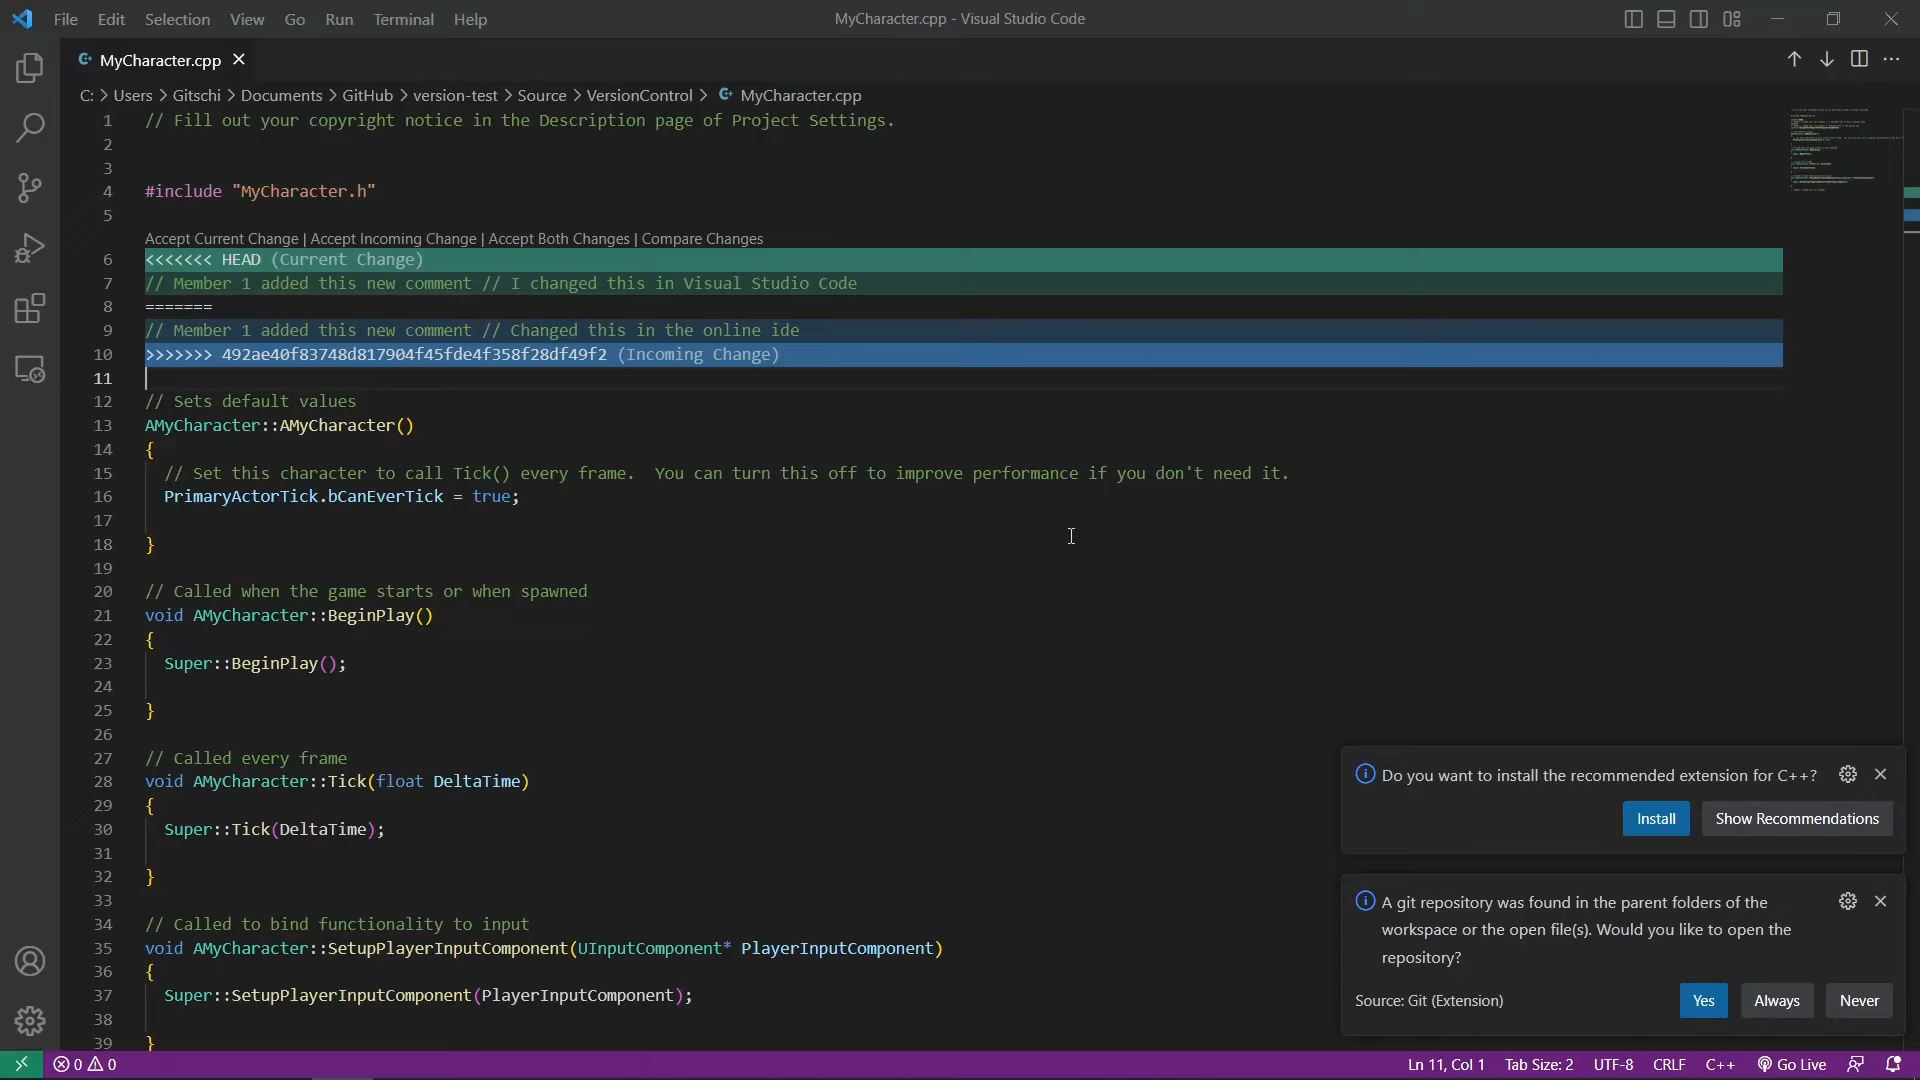 File Edit Selection View Go Run Terminal Help
MyCharacter.cpp - Visual Studio Code
MyCharacter.cpp
C: > Users > Gitschi > Documents > GitHub > version-test > Source > VersionControl > MyCharacter.cpp
1 // Fill out your copyright notice in the Description page of Project Settings.
2
3
4 #include "MyCharacter.h"
5
Accept Current Change | Accept Incoming Change | Accept Both Changes | Compare Changes
6 <<<<<<< HEAD (Current Change)
7 // Member 1 added this new comment // I changed this in Visual Studio Code
8 =======
9 // Member 1 added this new comment // Changed this in the online ide
10 >>>>>>> 492ae40f83748d817904f45fde4f358f28df49f2 (Incoming Change)
11
12 // Sets default values
13 AMyCharacter::AMyCharacter()
14 {
15 // Set this character to call Tick() every frame.  You can turn this off to improve performance if you don't need it.
16 PrimaryActorTick.bCanEverTick = true;
17
18 }
19
20 // Called when the game starts or when spawned
21 void AMyCharacter::BeginPlay()
22 {
23 Super::BeginPlay();
24
25 }
26
27 // Called every frame
28 void AMyCharacter::Tick(float DeltaTime)
29 {
30 Super::Tick(DeltaTime);
31
32 }
33
34 // Called to bind functionality to input
35 void AMyCharacter::SetupPlayerInputComponent(UInputComponent* PlayerInputComponent)
36 {
37 Super::SetupPlayerInputComponent(PlayerInputComponent);
38
39 }
Do you want to install the recommended extension for C++?
Install Show Recommendations
A git repository was found in the parent folders of the
workspace or the open file(s). Would you like to open the
repository?
Source: Git (Extension) Yes Always Never
0 0 Ln 11, Col 1 Tab Size: 2 UTF-8 CRLF C++ Go Live